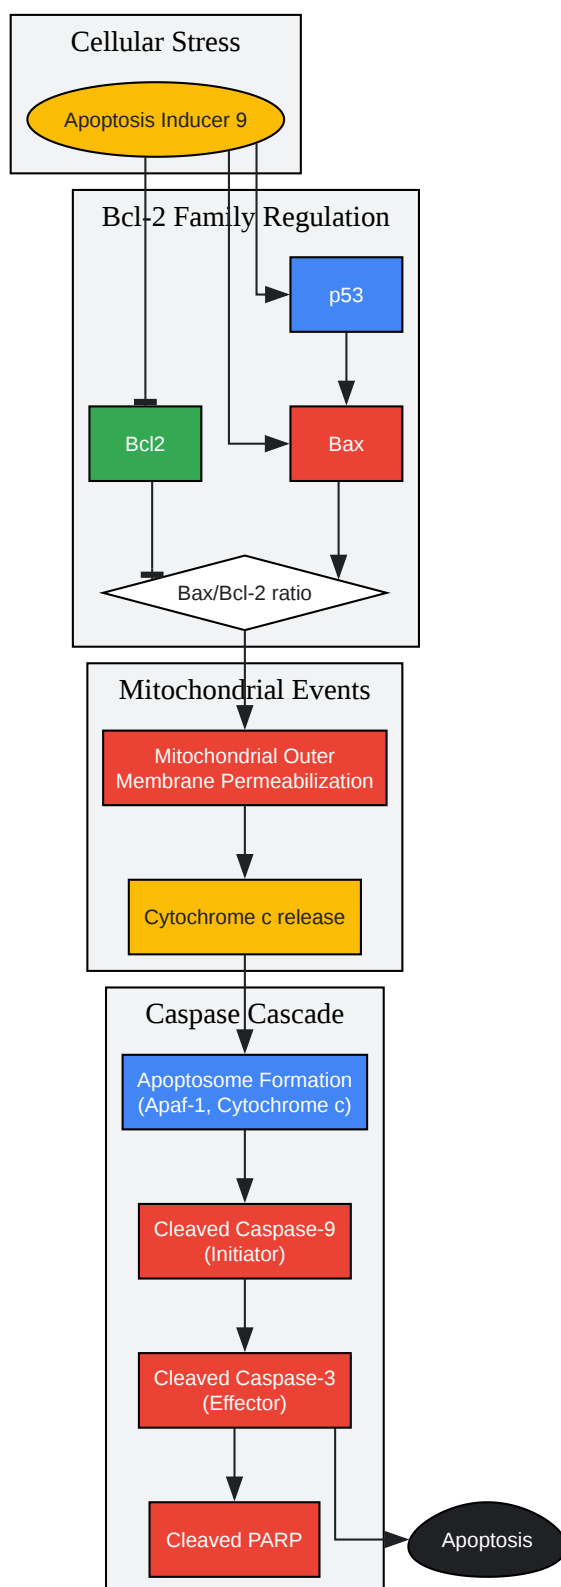 Cellular Stress
Apoptosis Inducer 9
Bcl-2 Family Regulation
p53
Bcl2
Bax
Bax/Bcl-2 ratio
Mitochondrial Events
Mitochondrial Outer
Membrane Permeabilization
Cytochrome c release
Caspase Cascade
Apoptosome Formation
(Apaf-1, Cytochrome c)
Cleaved Caspase-9
(Initiator)
Cleaved Caspase-3
(Effector)
Cleaved PARP
Apoptosis